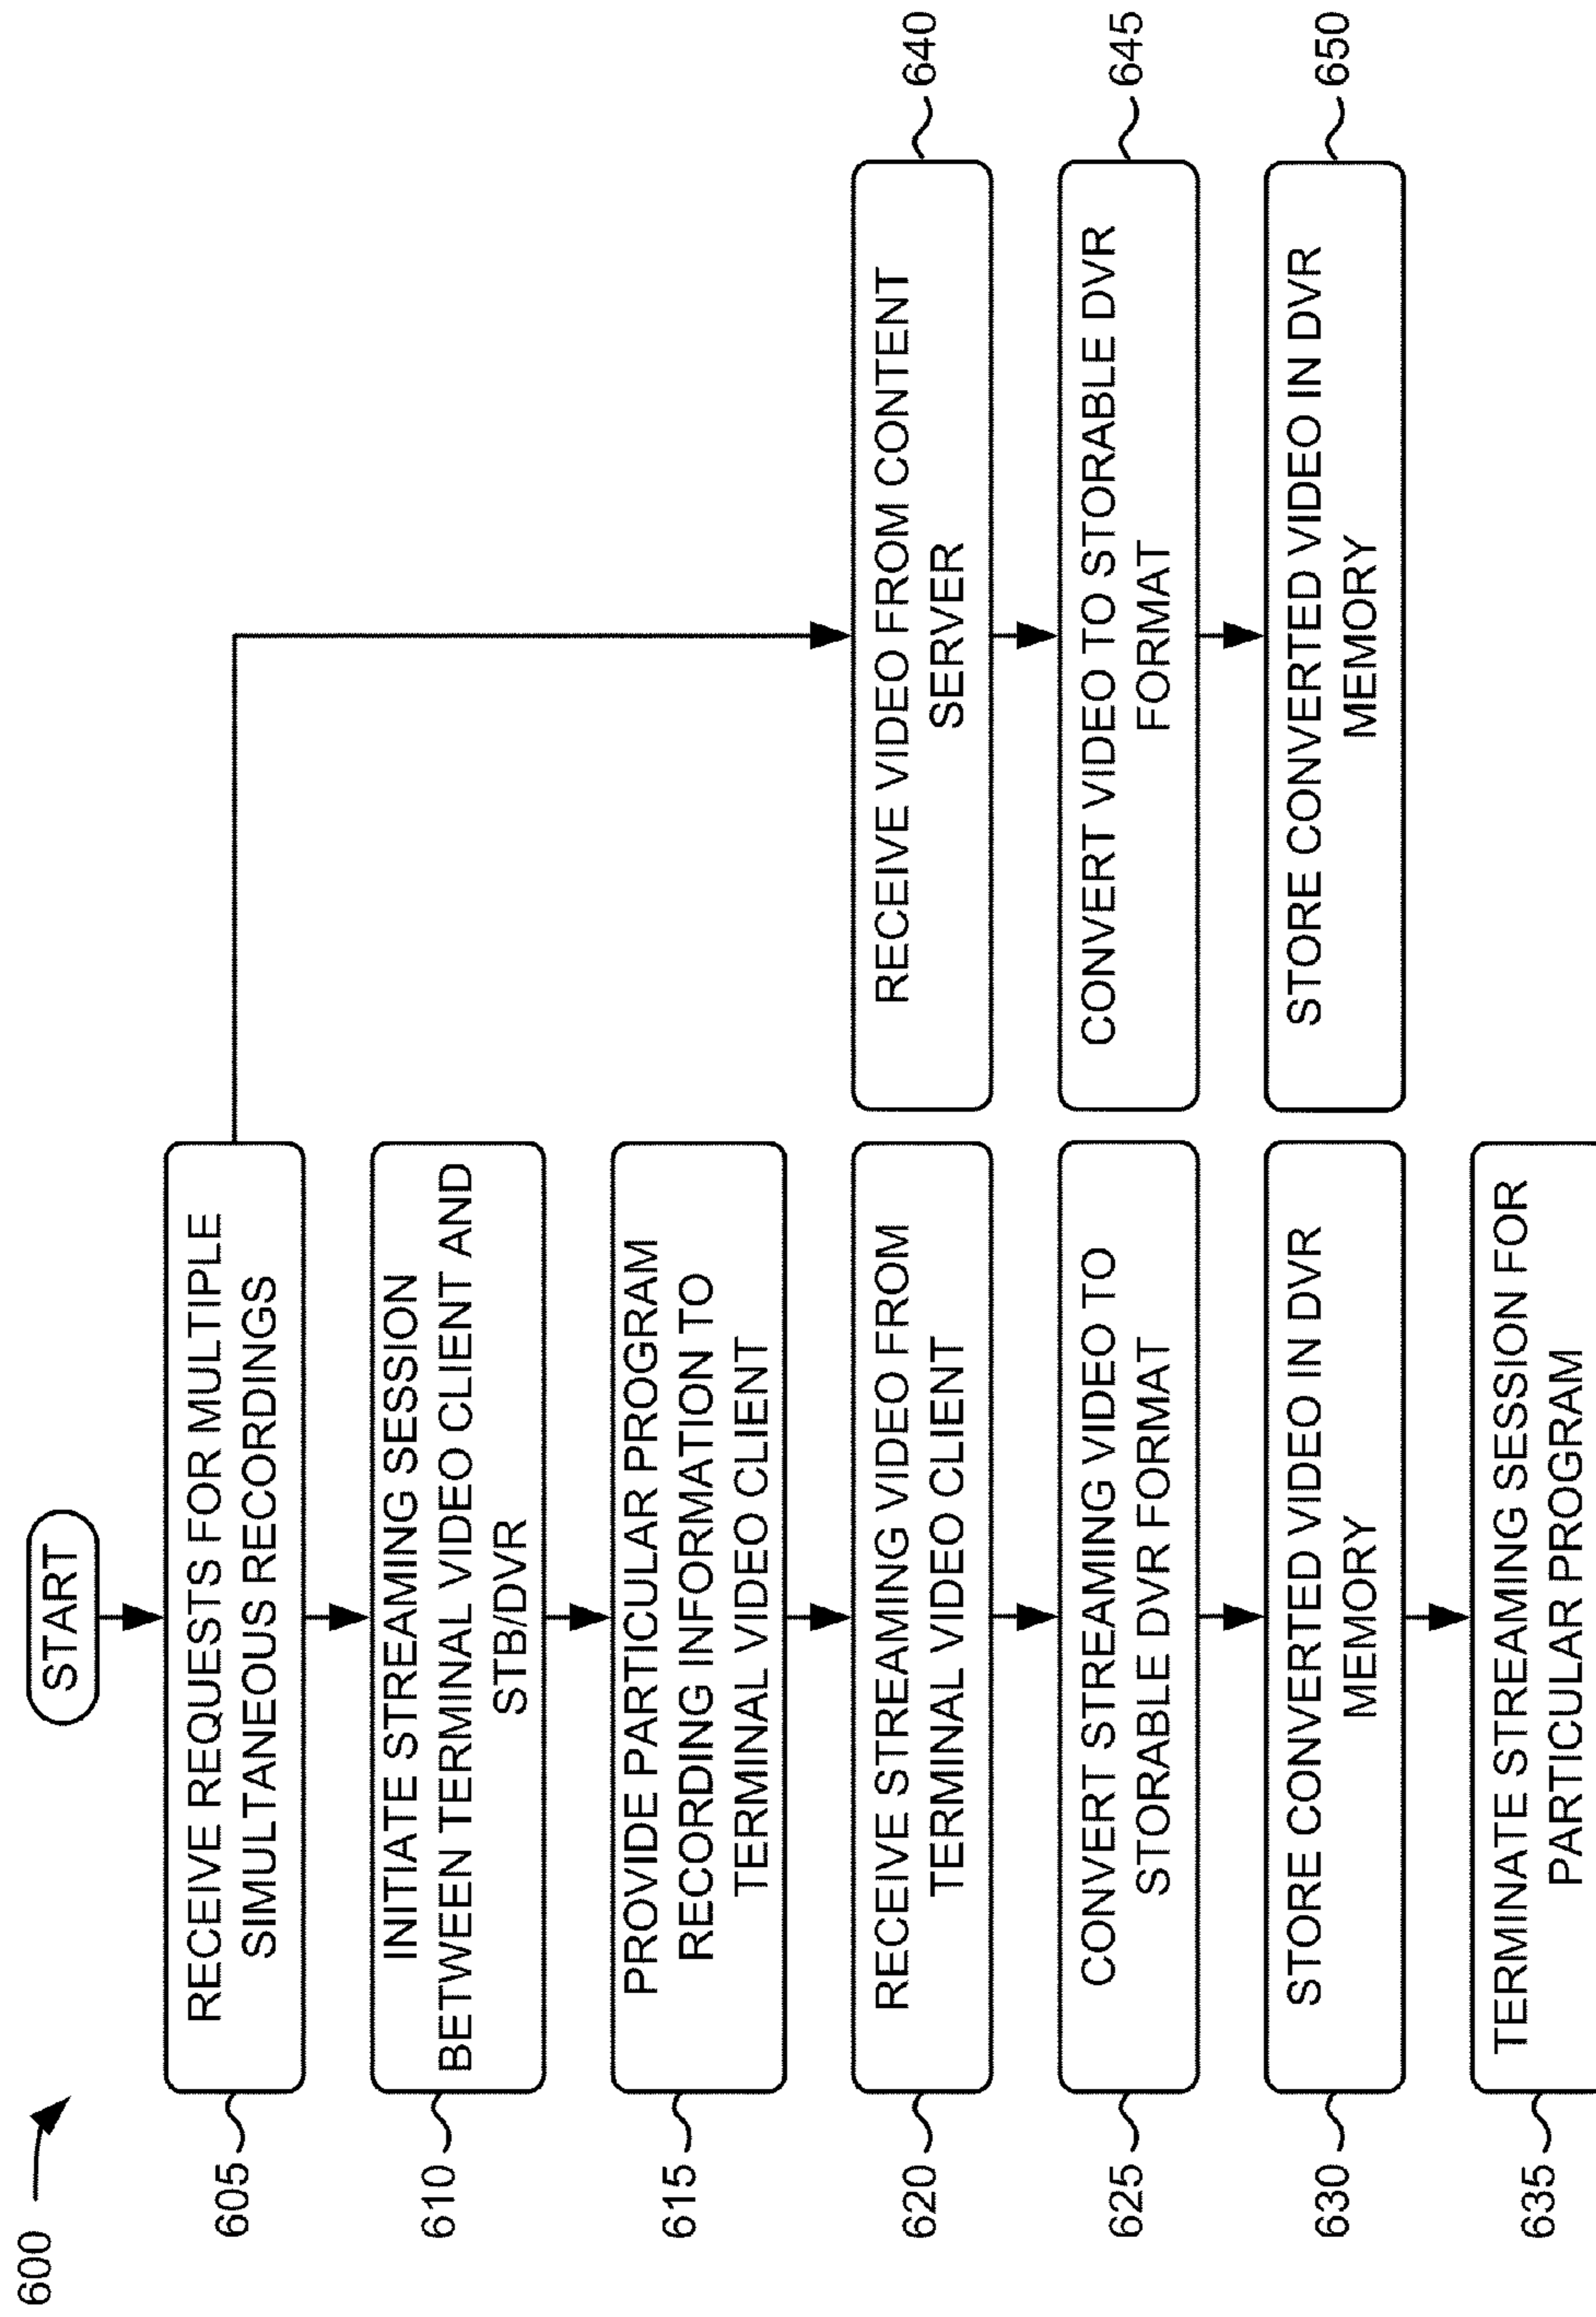 600
START
605
RECEIVE REQUESTS FOR MULTIPLE
SIMULTANEOUS RECORDINGS
610
INITIATE STREAMING SESSION
BETWEEN TERMINAL VIDEO CLIENT AND
STB/DVR
615
PROVIDE PARTICULAR PROGRAM
RECORDING INFORMATION TO
TERMINAL VIDEO CLIENT
620
RECEIVE STREAMING VIDEO FROM
TERMINAL VIDEO CLIENT
625
CONVERT STREAMING VIDEO TO
STORABLE DVR FORMAT
630
STORE CONVERTED VIDEO IN DVR
MEMORY
635
TERMINATE STREAMING SESSION FOR
PARTICULAR PROGRAM
RECEIVE VIDEO FROM CONTENT
SERVER
640
CONVERT VIDEO TO STORABLE DVR
FORMAT
645
STORE CONVERTED VIDEO IN DVR
MEMORY
650